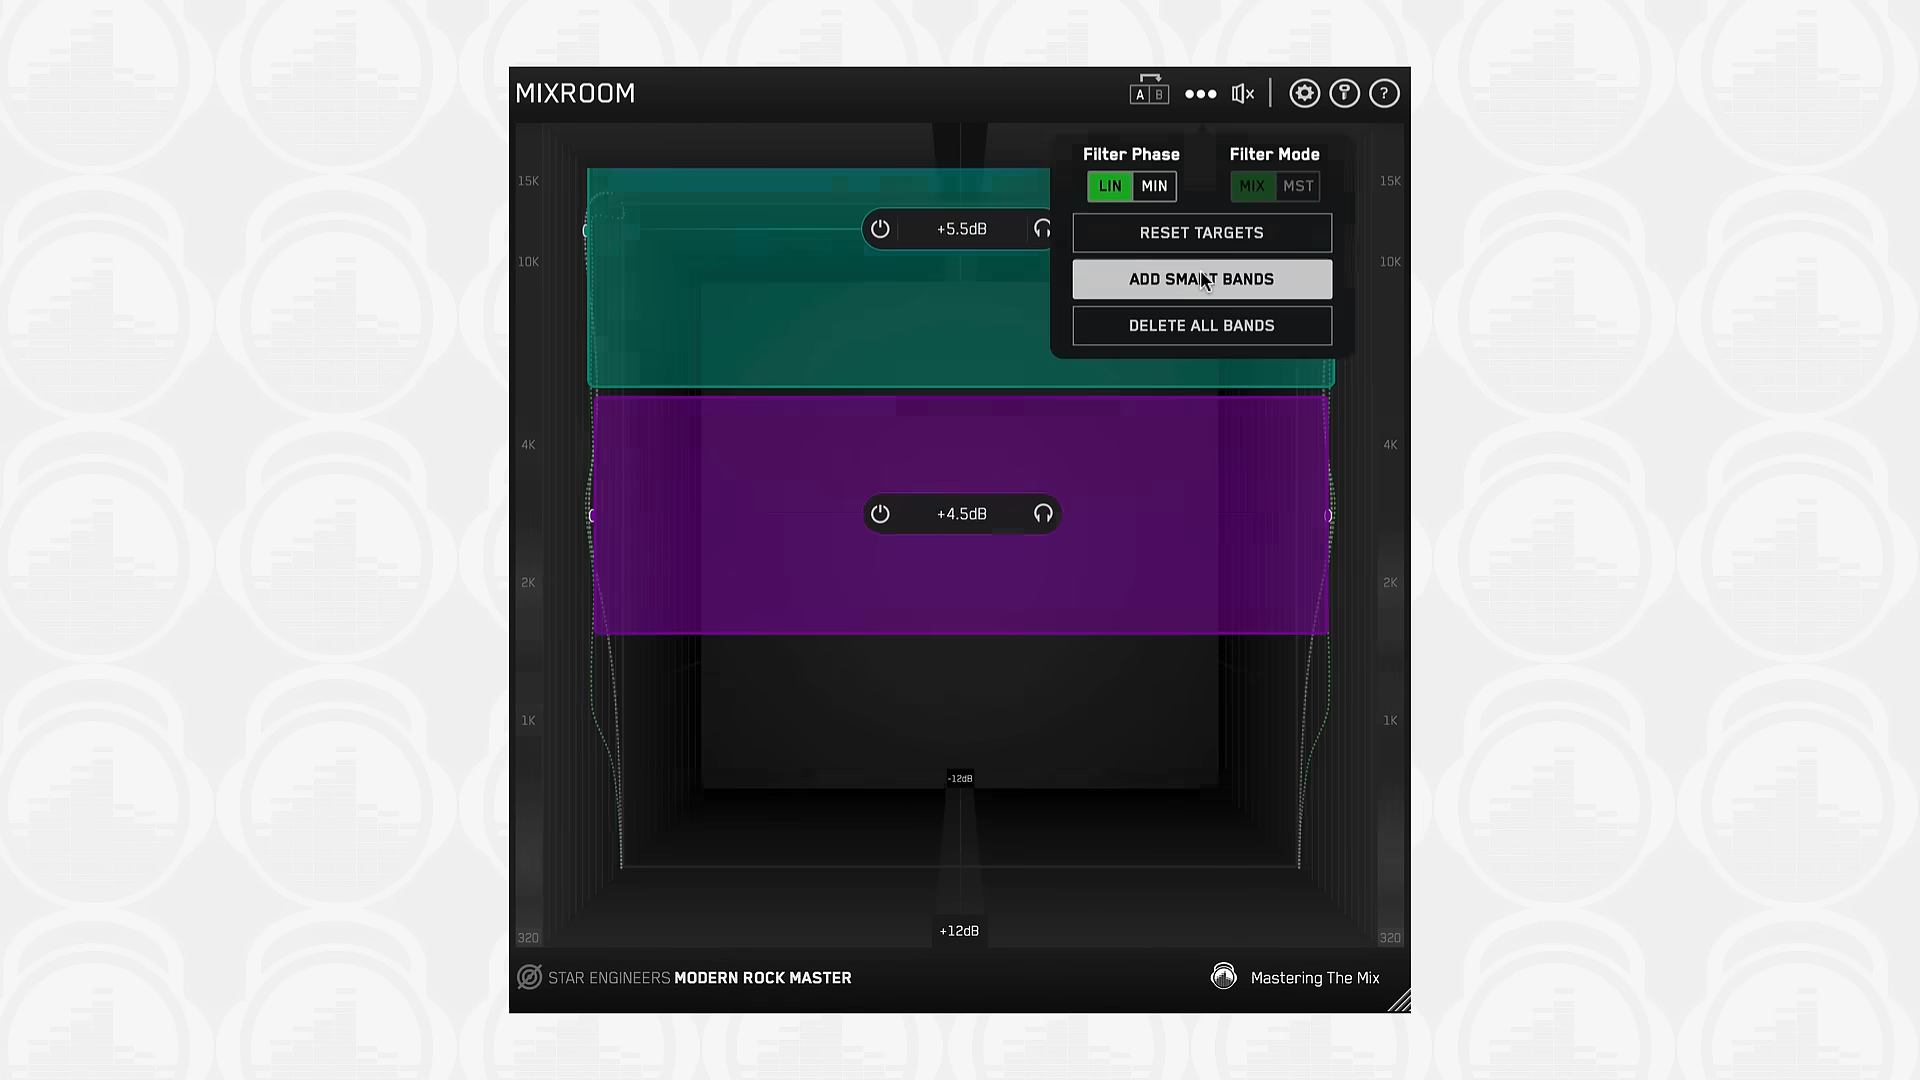 MIXROOM
A B
?
Filter Phase Filter Mode
LIN MIN MIX MST
15K 15K
+5.5dB
RESET TARGETS
10K 10K
ADD SMART BANDS
DELETE ALL BANDS
4K 4K
+4.5dB
2K 2K
1K 1K
-12dB
+12dB
320 320
STAR ENGINEERS MODERN ROCK MASTER
Mastering The Mix